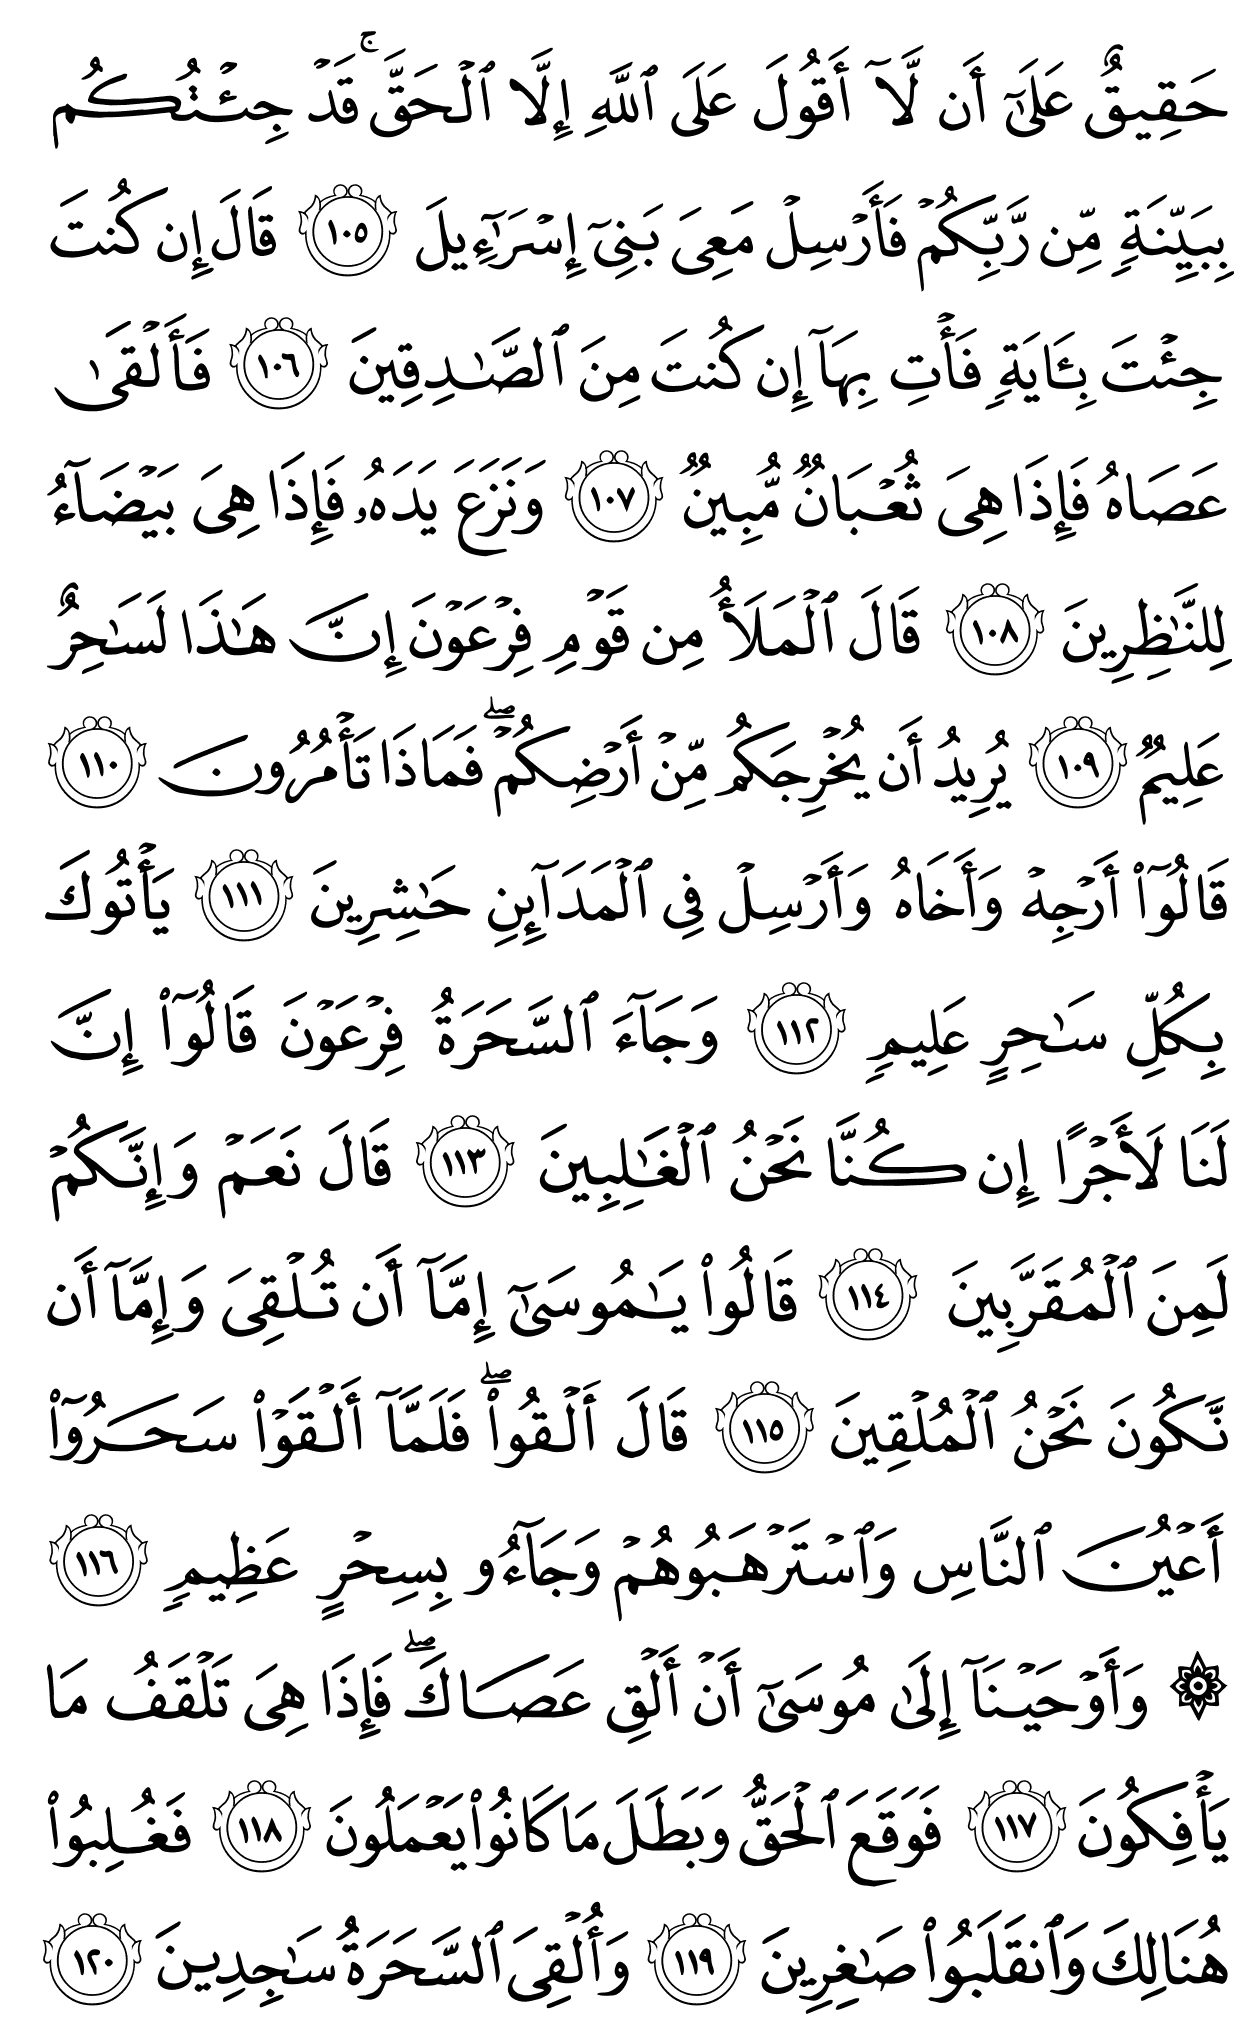 حَقِيقٌ عَلَىٰٓ أَن لَّآ أَقُولَ عَلَى ٱللَّهِ إِلَّا ٱلْحَقَّ ۚ قَدْ جِئْتُكُم
بِبَيِّنَةٍ مِّن رَّبِّكُمْ فَأَرْسِلْ مَعِىَ بَنِىٓ إِسْرَٰٓءِيلَ ١٠٥ قَالَ إِن كُنتَ
جِئْتَ بِـَٔايَةٍ فَأْتِ بِهَآ إِن كُنتَ مِنَ ٱلصَّـٰدِقِينَ ١٠٦ فَأَلْقَىٰ
عَصَاهُ فَإِذَا هِىَ ثُعْبَانٌ مُّبِينٌ ١٠٧ وَنَزَعَ يَدَهُۥ فَإِذَا هِىَ بَيْضَآءُ
لِلنَّـٰظِرِينَ ١٠٨ قَالَ ٱلْمَلَأُ مِن قَوْمِ فِرْعَوْنَ إِنَّ هَـٰذَا لَسَـٰحِرٌ
عَلِيمٌ ١٠٩ يُرِيدُ أَن يُخْرِجَكُم مِّنْ أَرْضِكُمْ ۖ فَمَاذَا تَأْمُرُونَ ١١٠
قَالُوٓا۟ أَرْجِهْ وَأَخَاهُ وَأَرْسِلْ فِى ٱلْمَدَآئِنِ حَـٰشِرِينَ ١١١ يَأْتُوكَ
بِكُلِّ سَـٰحِرٍ عَلِيمٍ ١١٢ وَجَآءَ ٱلسَّحَرَةُ فِرْعَوْنَ قَالُوٓا۟ إِنَّ
لَنَا لَأَجْرًا إِن كُنَّا نَحْنُ ٱلْغَـٰلِبِينَ ١١٣ قَالَ نَعَمْ وَإِنَّكُمْ
لَمِنَ ٱلْمُقَرَّبِينَ ١١٤ قَالُوا۟ يَـٰمُوسَىٰٓ إِمَّآ أَن تُلْقِىَ وَإِمَّآ أَن
نَّكُونَ نَحْنُ ٱلْمُلْقِينَ ١١٥ قَالَ أَلْقُوا۟ ۖ فَلَمَّآ أَلْقَوْا۟ سَحَرُوٓا۟
أَعْيُنَ ٱلنَّاسِ وَٱسْتَرْهَبُوهُمْ وَجَآءُو بِسِحْرٍ عَظِيمٍ ١١٦
۞ وَأَوْحَيْنَآ إِلَىٰ مُوسَىٰٓ أَنْ أَلْقِ عَصَاكَ ۖ فَإِذَا هِىَ تَلْقَفُ مَا
يَأْفِكُونَ ١١٧ فَوَقَعَ ٱلْحَقُّ وَبَطَلَ مَا كَانُوا۟ يَعْمَلُونَ ١١٨ فَغُلِبُوا۟
هُنَالِكَ وَٱنقَلَبُوا۟ صَـٰغِرِينَ ١١٩ وَأُلْقِىَ ٱلسَّحَرَةُ سَـٰجِدِينَ ١٢٠